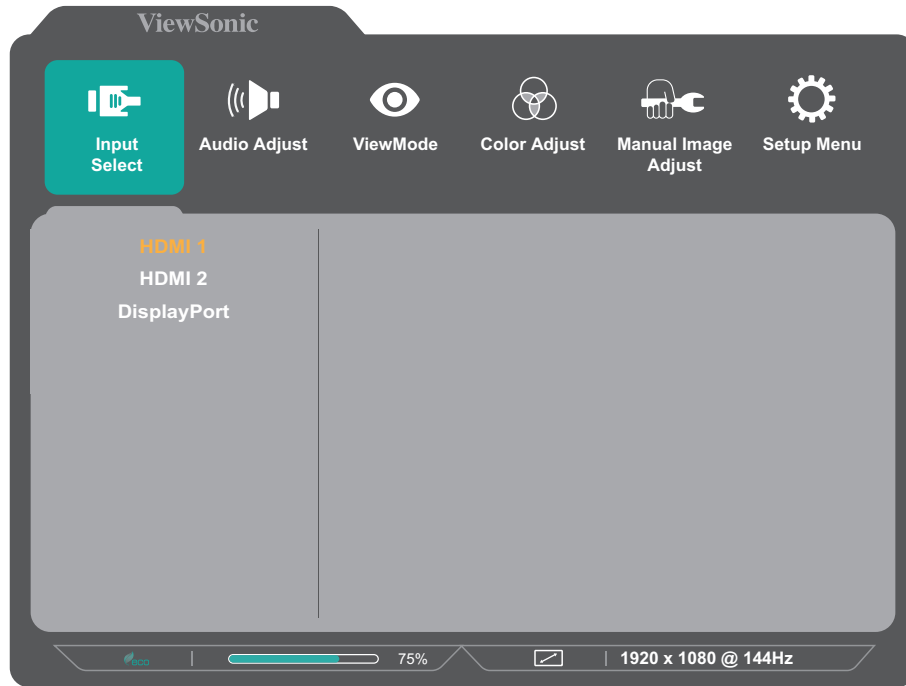 ViewSonic
Input
Select
Audio Adjust
ViewMode
Color Adjust
Manual Image
Adjust
Setup Menu
HDMI 1
HDMI 2
DisplayPort
eco
75%
1920 x 1080 @ 144Hz